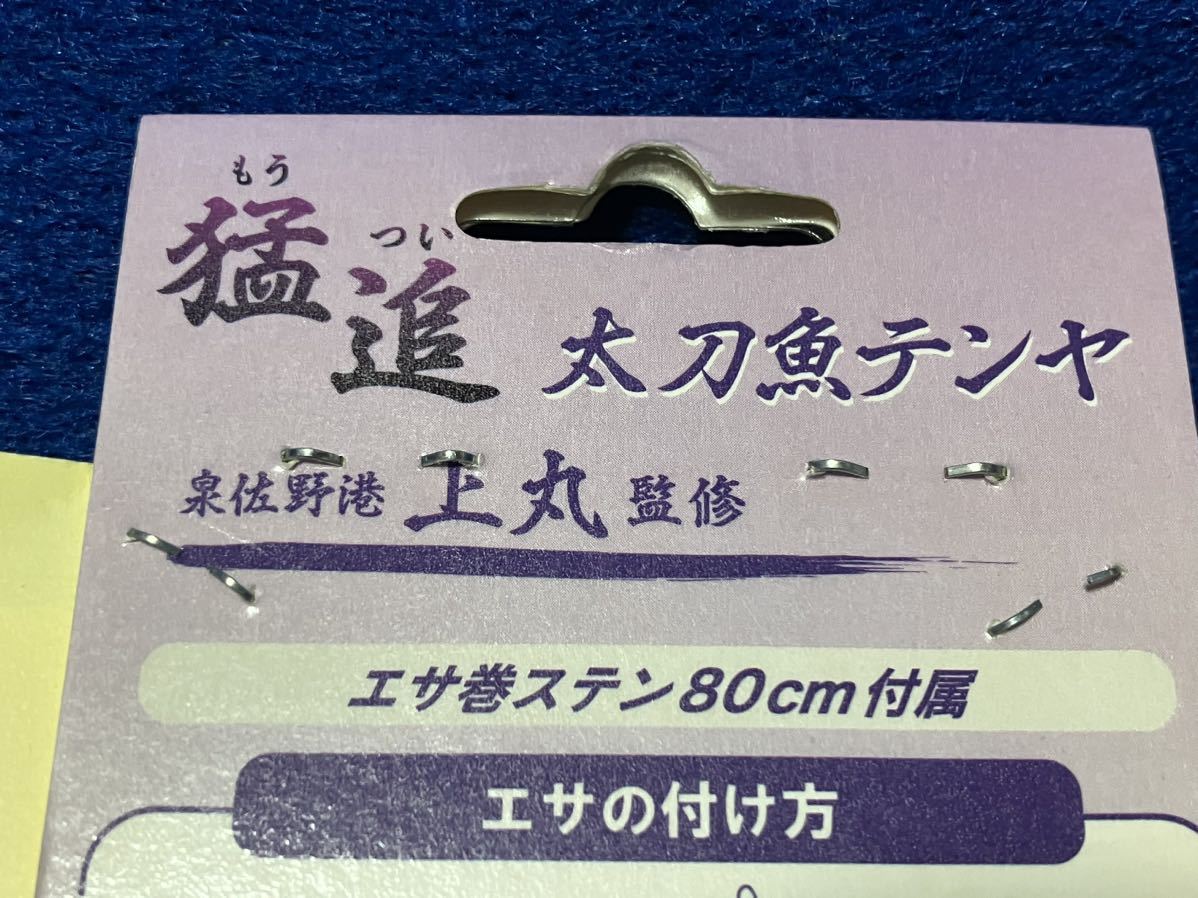 もう つい
猛追 太刀魚テンヤ
泉佐野港 上丸 監修
エサ巻ステン80cm付属
エサの付け方